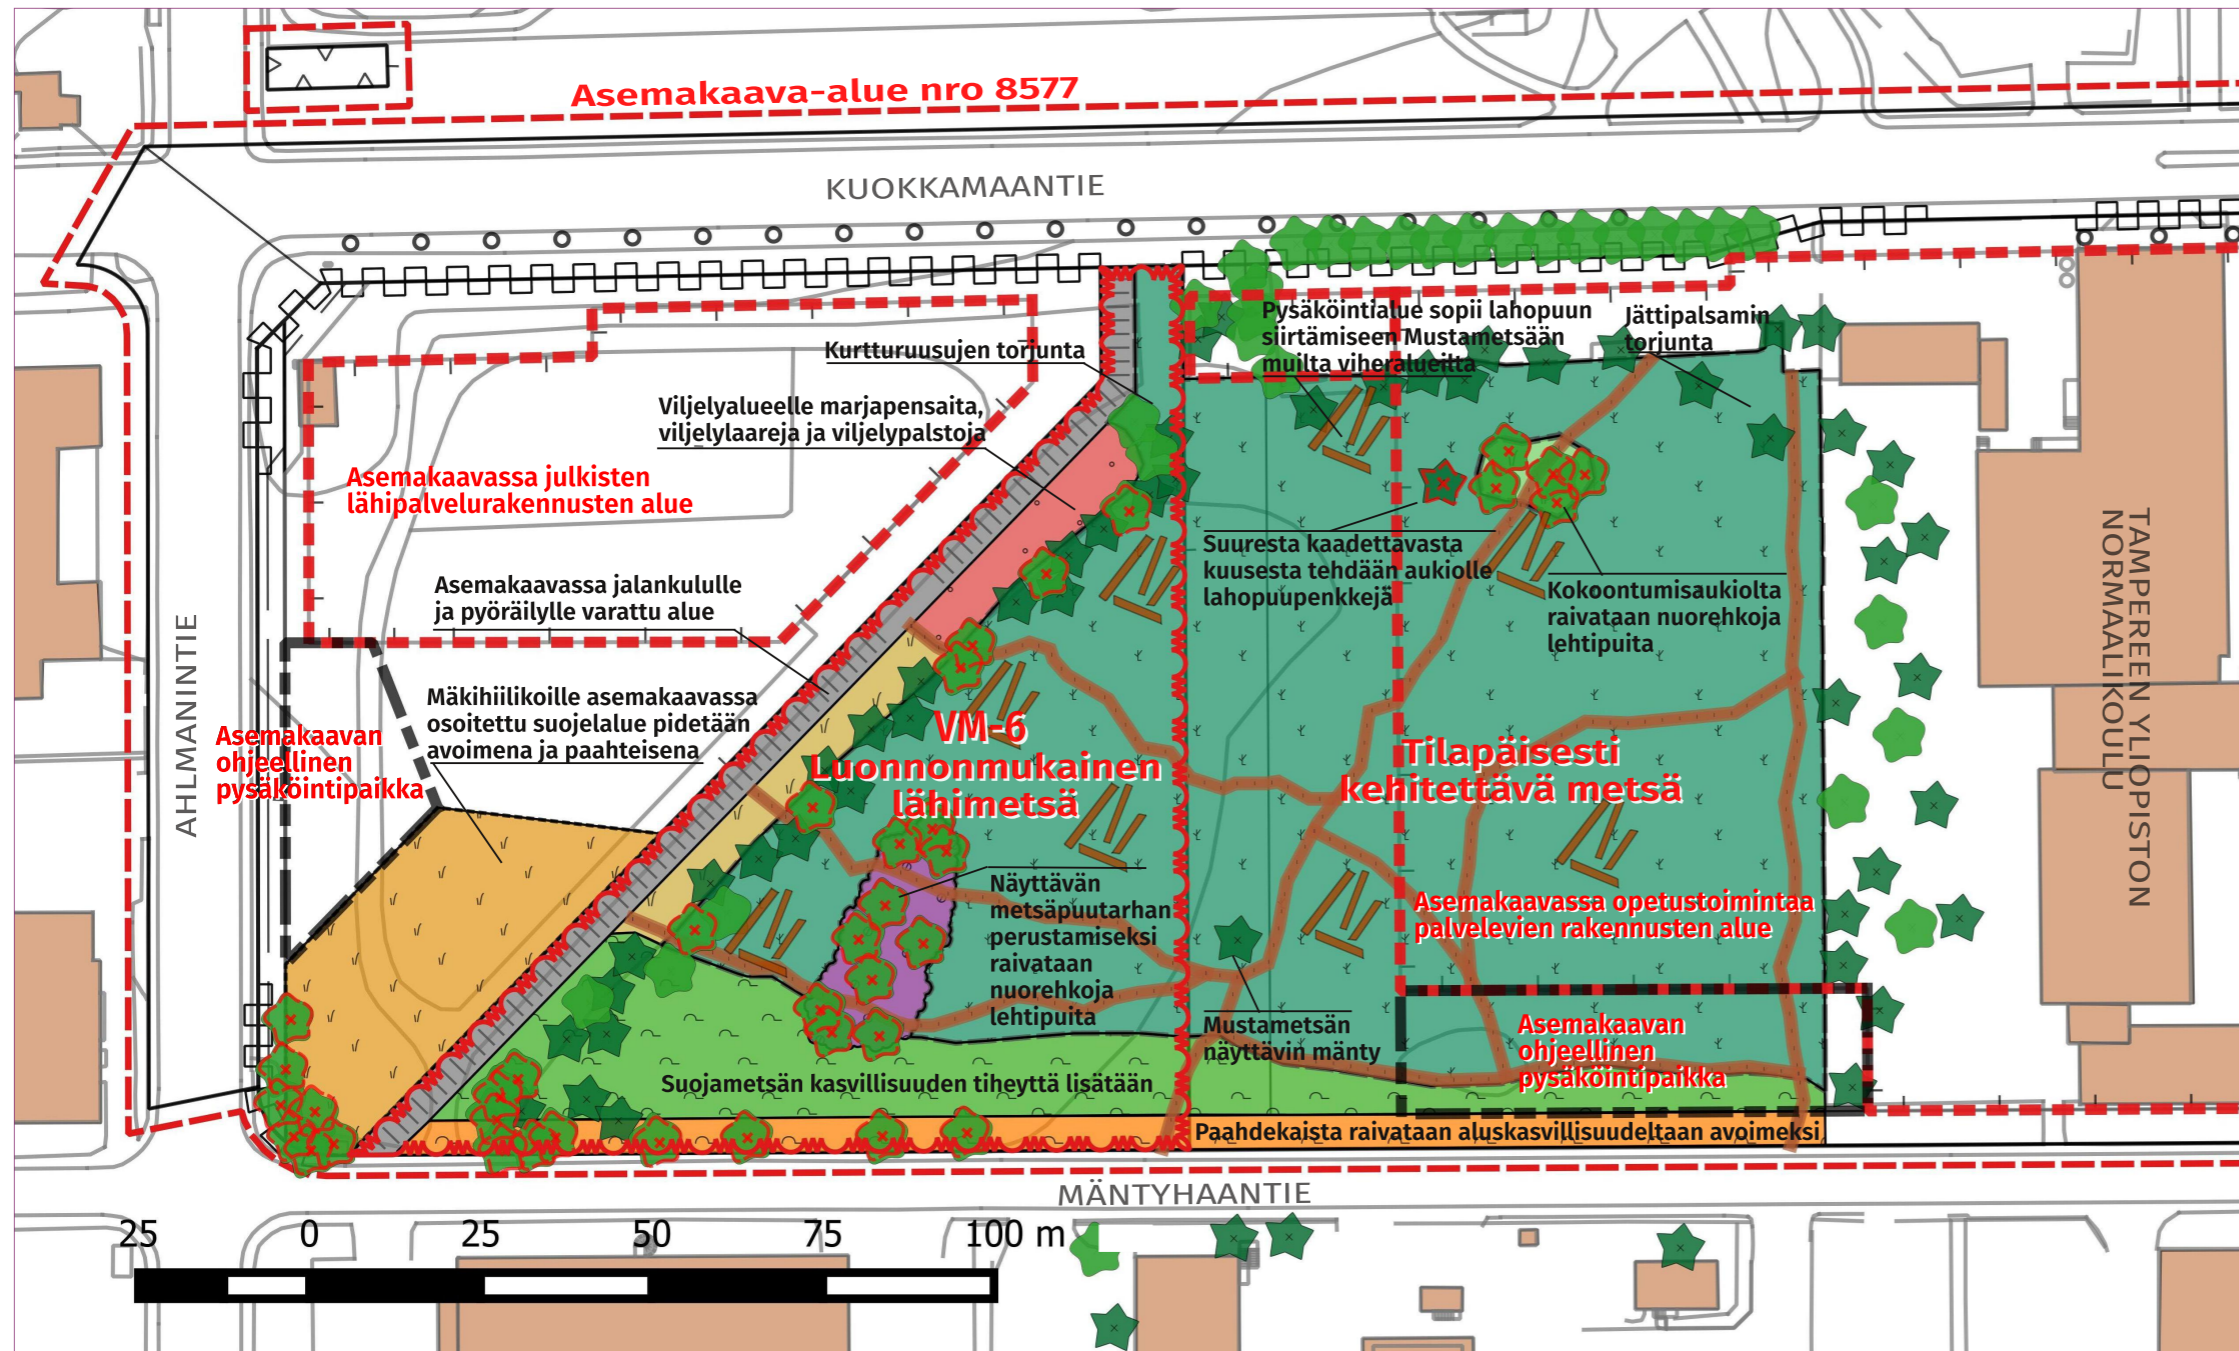 Asemakaava-alue nro 8577
KUOKKAMAANTIE
Pysäköintialue sopii lahopuun
siirtämiseen Mustametsään
muilta viheralueilta
Jättipalsamin
torjunta
Kurtturuusujen torjunta
Viljelyalueelle marjapensaita,
viljelylaareja ja viljelypalstoja
Asemakaavassa julkisten
lähipalvelurakennusten alue
Suuresta kaadettavasta
kuusesta tehdään aukiolle
lahopuupenkkejä
Kokoontumisaukiolta
raivataan nuorehkoja
lehtipuita
Asemakaavassa jalankululle
ja pyöräilylle varattu alue
TAMPEREEN YLIOPISTON
NORMAALIKOULU
AHLMANINTIE
Mäkihiilikoille asemakaavassa
osoitettu suojelalue pidetään
avoimena ja paahteisena
Asemakaavan
ohjeellinen
pysäköintipaikka
VM-6
Luonnonmukainen
lähimetsä
Tilapäisesti
kehitettävä metsä
Näyttävän
metsäpuutarhan
perustamiseksi
raivataan
nuorehkoja
lehtipuita
Asemakaavassa opetustoimintaa
palvelevien rakennusten alue
Mustametsän
näyttävin mänty
Asemakaavan
ohjeellinen
pysäköintipaikka
Suojametsän kasvillisuuden tiheyttä lisätään
Paahdekaista raivataan aluskasvillisuudeltaan avoimeksi
MÄNTYHAANTIE
25 0 25 50 75 100 m